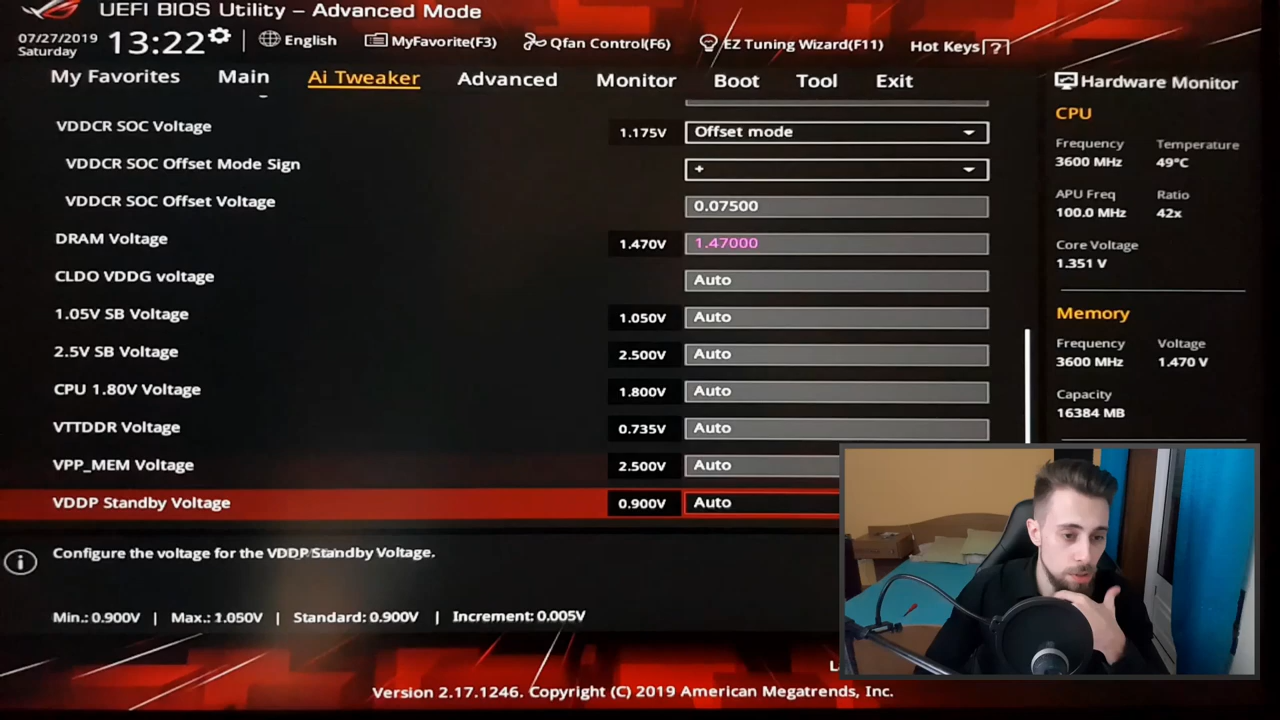 UEFI BIOS Utility – Advanced Mode
07/27/2019
Saturday
13:22
English
MyFavorite(F3)
Qfan Control(F6)
EZ Tuning Wizard(F11)
Hot Keys ?
My Favorites Main Ai Tweaker Advanced Monitor Boot Tool Exit
VDDCR SOC Voltage 1.175V Offset mode
VDDCR SOC Offset Mode Sign +
VDDCR SOC Offset Voltage 0.07500
DRAM Voltage 1.470V 1.47000
CLDO VDDG voltage Auto
1.05V SB Voltage 1.050V Auto
2.5V SB Voltage 2.500V Auto
CPU 1.80V Voltage 1.800V Auto
VTTDDR Voltage 0.735V Auto
VPP_MEM Voltage 2.500V Auto
VDDP Standby Voltage 0.900V Auto
Configure the voltage for the VDDP Standby Voltage.
Min.: 0.900V | Max.: 1.050V | Standard: 0.900V | Increment: 0.005V
Hardware Monitor
CPU
Frequency Temperature
3600 MHz 49°C
APU Freq Ratio
100.0 MHz 42x
Core Voltage
1.351 V
Memory
Frequency Voltage
3600 MHz 1.470 V
Capacity
16384 MB
Version 2.17.1246. Copyright (C) 2019 American Megatrends, Inc.